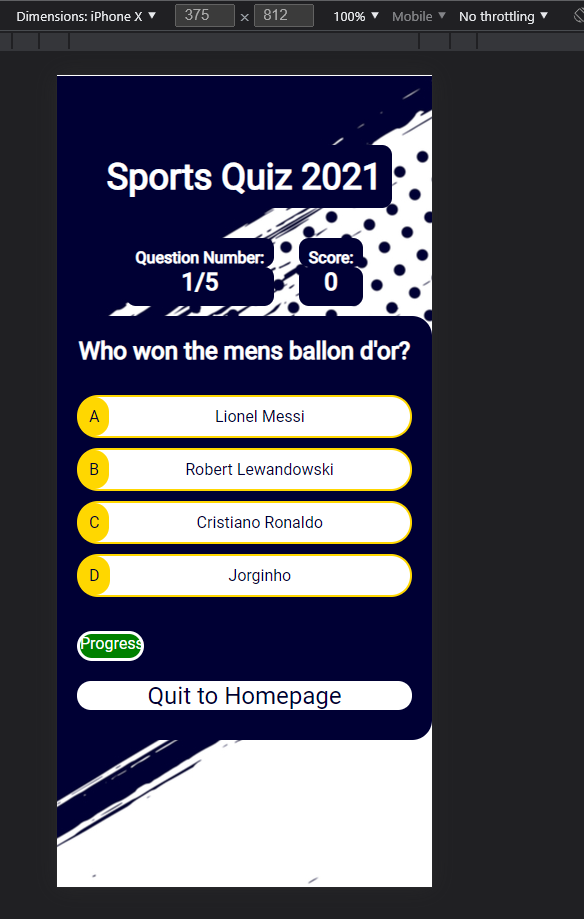 Dimensions: iPhone X ▼ 375 × 812 100% ▼ Mobile ▼ No throttling ▼
Sports Quiz 2021
Question Number: Score:
1/5 0
Who won the mens ballon d'or?
A Lionel Messi
B Robert Lewandowski
C Cristiano Ronaldo
D Jorginho
Progress
Quit to Homepage